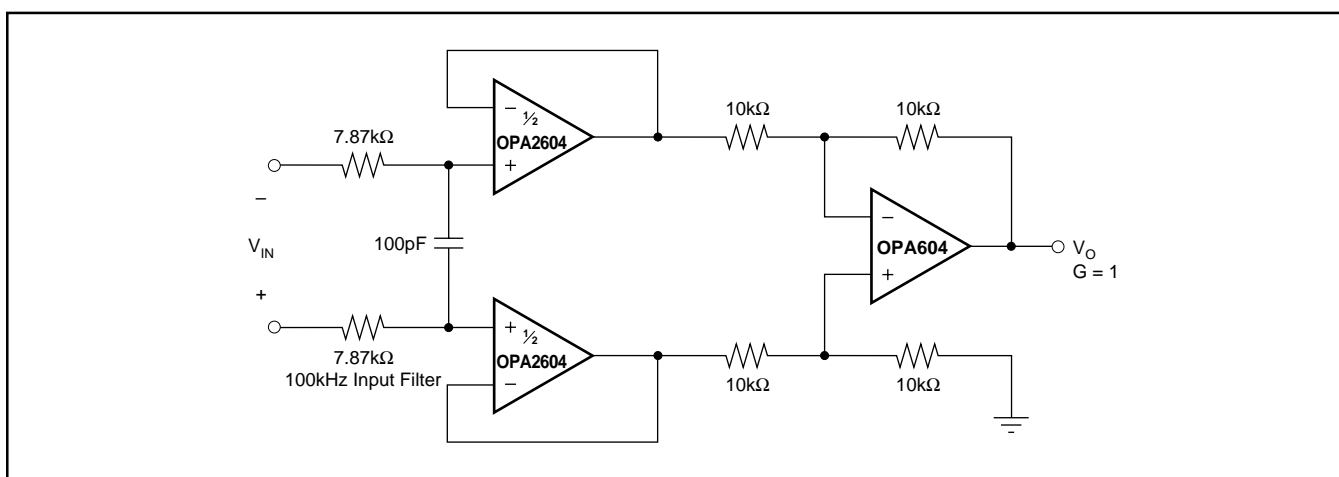 −
½
OPA2604
+
10kΩ
10kΩ
7.87kΩ
−
V_IN
+
100pF
−
OPA604
+
V_O
G = 1
+
½
OPA2604
−
7.87kΩ
100kHz Input Filter
10kΩ
10kΩ